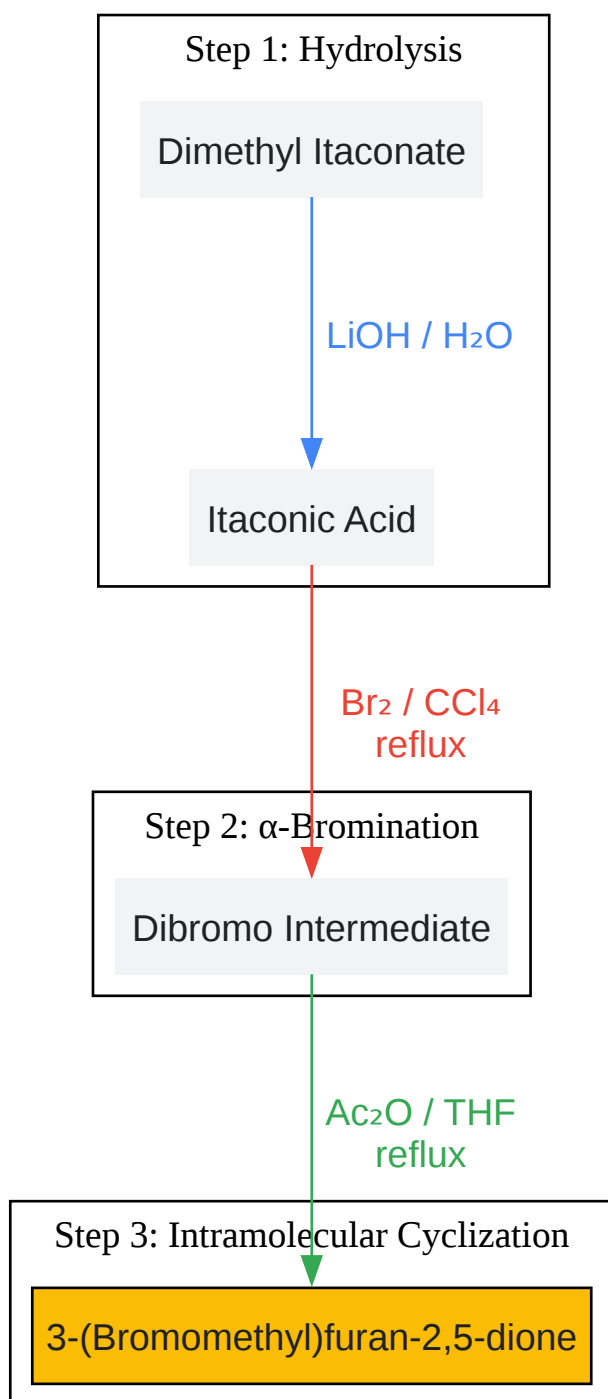 Step 1: Hydrolysis
Dimethyl Itaconate
LiOH / H₂O
Itaconic Acid
Br₂ / CCl₄
reflux
Step 2: α-Bromination
Dibromo Intermediate
Ac₂O / THF
reflux
Step 3: Intramolecular Cyclization
3-(Bromomethyl)furan-2,5-dione